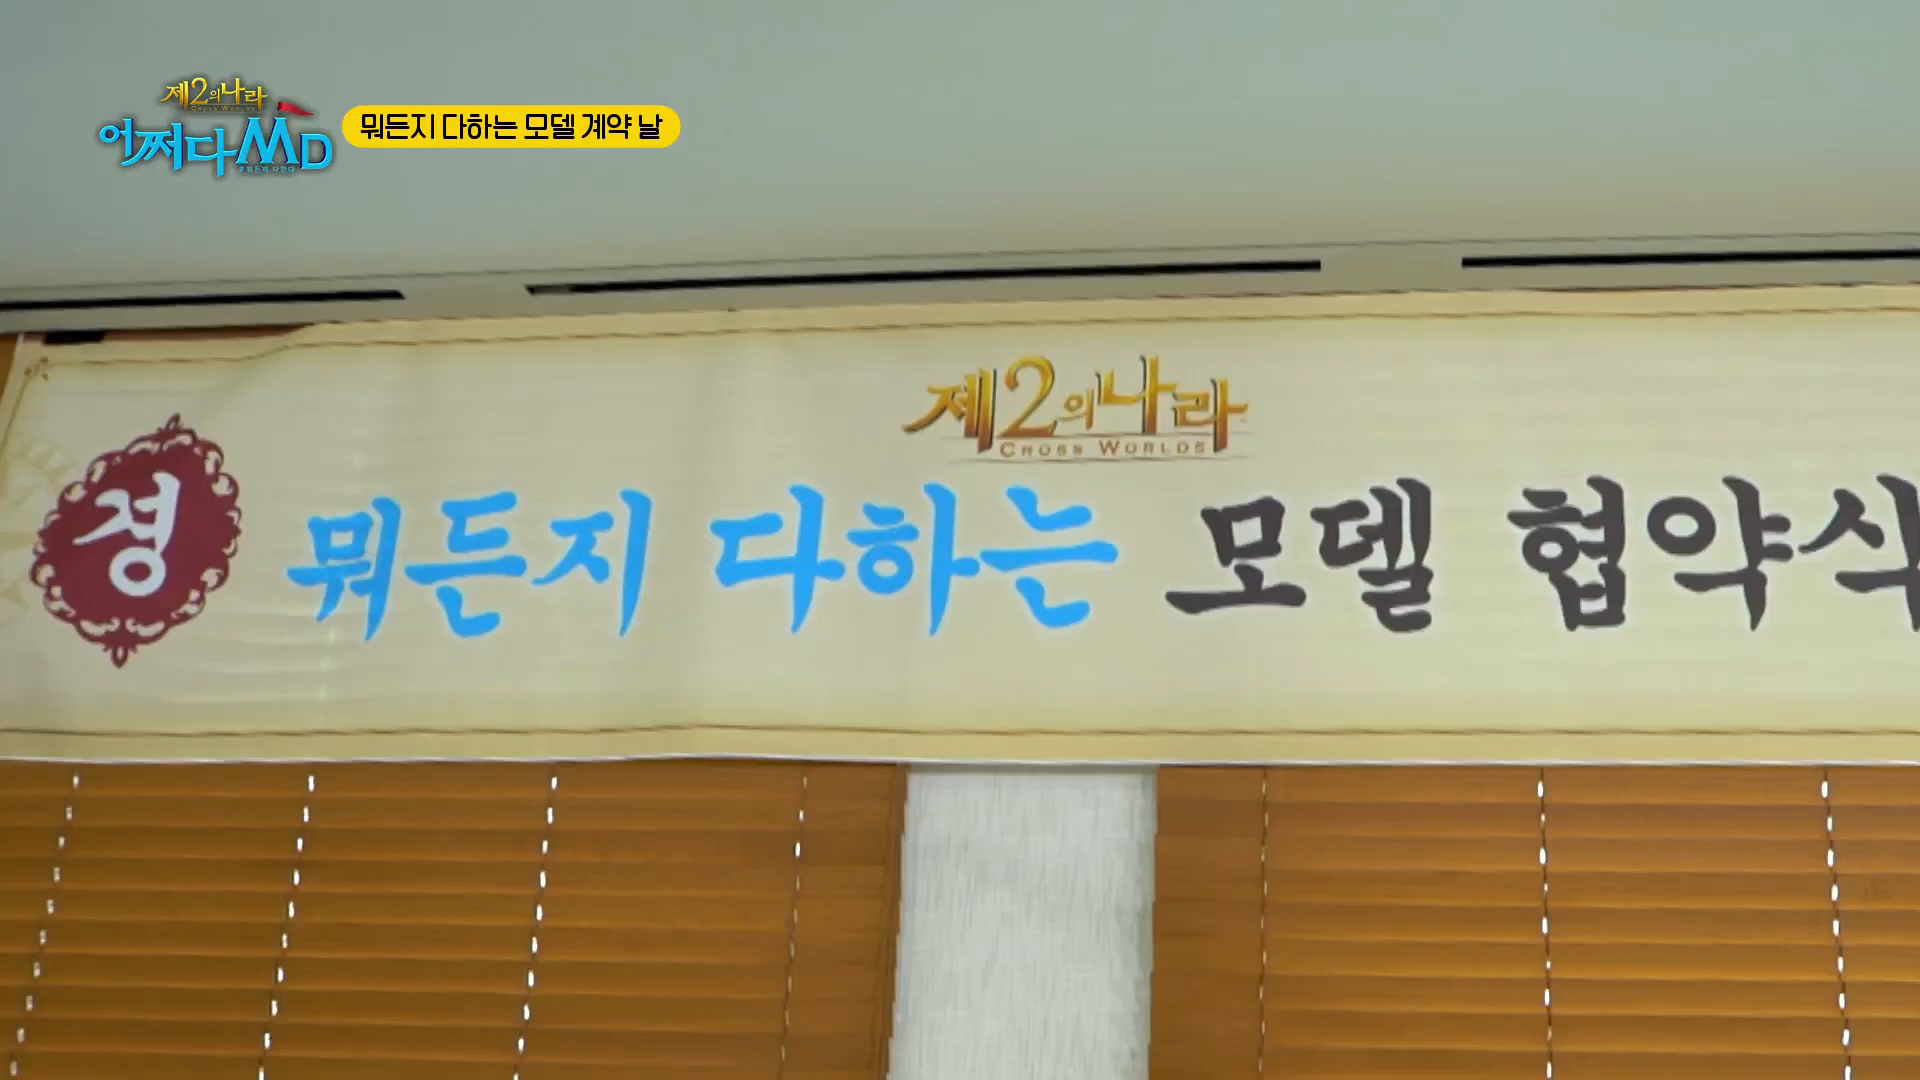 제2의나라
CROSS WORLDS
어쩌다MD
뭐든지 다하는 모델 계약 날
제2의나라
CROSS WORLDS
경 뭐든지 다하는 모델 협약식